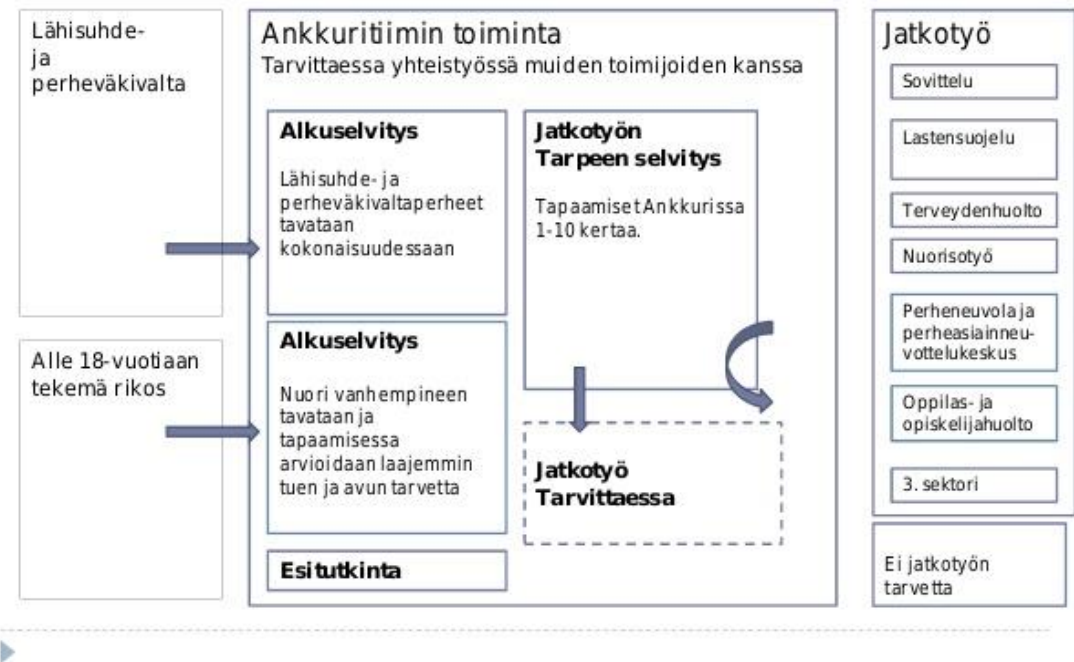 Lähisuhde-
ja
perheväkivalta
Alle 18-vuotiaan
tekemä rikos
Ankkuritiimin toiminta
Tarvittaessa yhteistyössä muiden toimijoiden kanssa
Alkuselvitys
Lähisuhde- ja
perheväkivaltaperheet
tavataan
kokonaisuudessaan
Alkuselvitys
Nuori vanhempineen
tavataan ja
tapaamisessa
arvioidaan laajemmin
tuen ja avun tarvetta
Esitutkinta
Jatkotyön
Tarpeen selvitys
Tapaamiset Ankkurissa
1-10 kertaa.
Jatkotyö
Tarvittaessa
Jatkotyö
Sovittelu
Lastensuojelu
Terveydenhuolto
Nuorisotyö
Perheneuvola ja
perheasiainneu-
vottelukeskus
Oppilas- ja
opiskelijahuolto
3. sektori
Ei jatkotyön
tarvetta